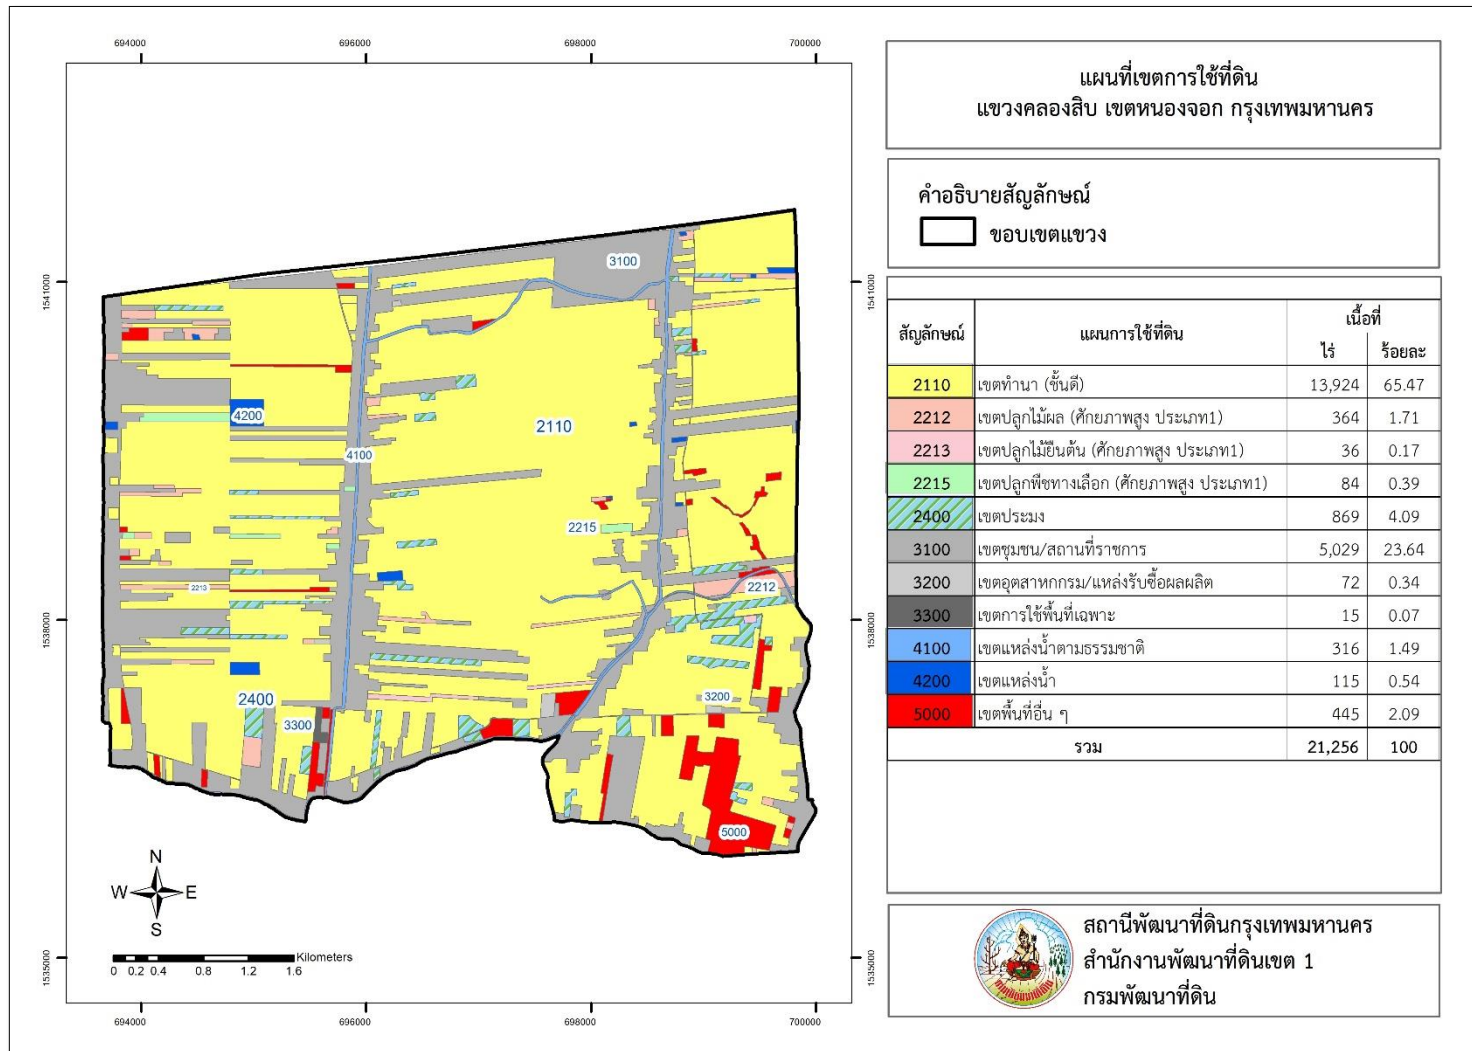 694000
696000
698000
700000
1541000
1541000
1538000
1538000
1535000
1535000
3100
4200
2110
4100
2215
2213
2212
2400
3300
3200
5000
N
W
E
S
Kilometers
0 0.2 0.4 0.8 1.2 1.6
694000
696000
698000
700000
แผนที่เขตการใช้ที่ดิน
แขวงคลองสิบ เขตหนองจอก กรุงเทพมหานคร
คำอธิบายสัญลักษณ์
ขอบเขตแขวง
สัญลักษณ์ แผนการใช้ที่ดิน เนื้อที่
ไร่ ร้อยละ
2110 เขตทำนา (ชั้นดี) 13,924 65.47
2212 เขตปลูกไม้ผล (ศักยภาพสูง ประเภท1) 364 1.71
2213 เขตปลูกไม้ยืนต้น (ศักยภาพสูง ประเภท1) 36 0.17
2215 เขตปลูกพืชทางเลือก (ศักยภาพสูง ประเภท1) 84 0.39
2400 เขตประมง 869 4.09
3100 เขตชุมชน/สถานที่ราชการ 5,029 23.64
3200 เขตอุตสาหกกรม/แหล่งรับซื้อผลผลิต 72 0.34
3300 เขตการใช้พื้นที่เฉพาะ 15 0.07
4100 เขตแหล่งน้ำตามธรรมชาติ 316 1.49
4200 เขตแหล่งน้ำ 115 0.54
5000 เขตพื้นที่อื่น ๆ 445 2.09
รวม 21,256 100
สถานีพัฒนาที่ดินกรุงเทพมหานคร
สำนักงานพัฒนาที่ดินเขต 1
กรมพัฒนาที่ดิน
กรมพัฒนาที่ดิน